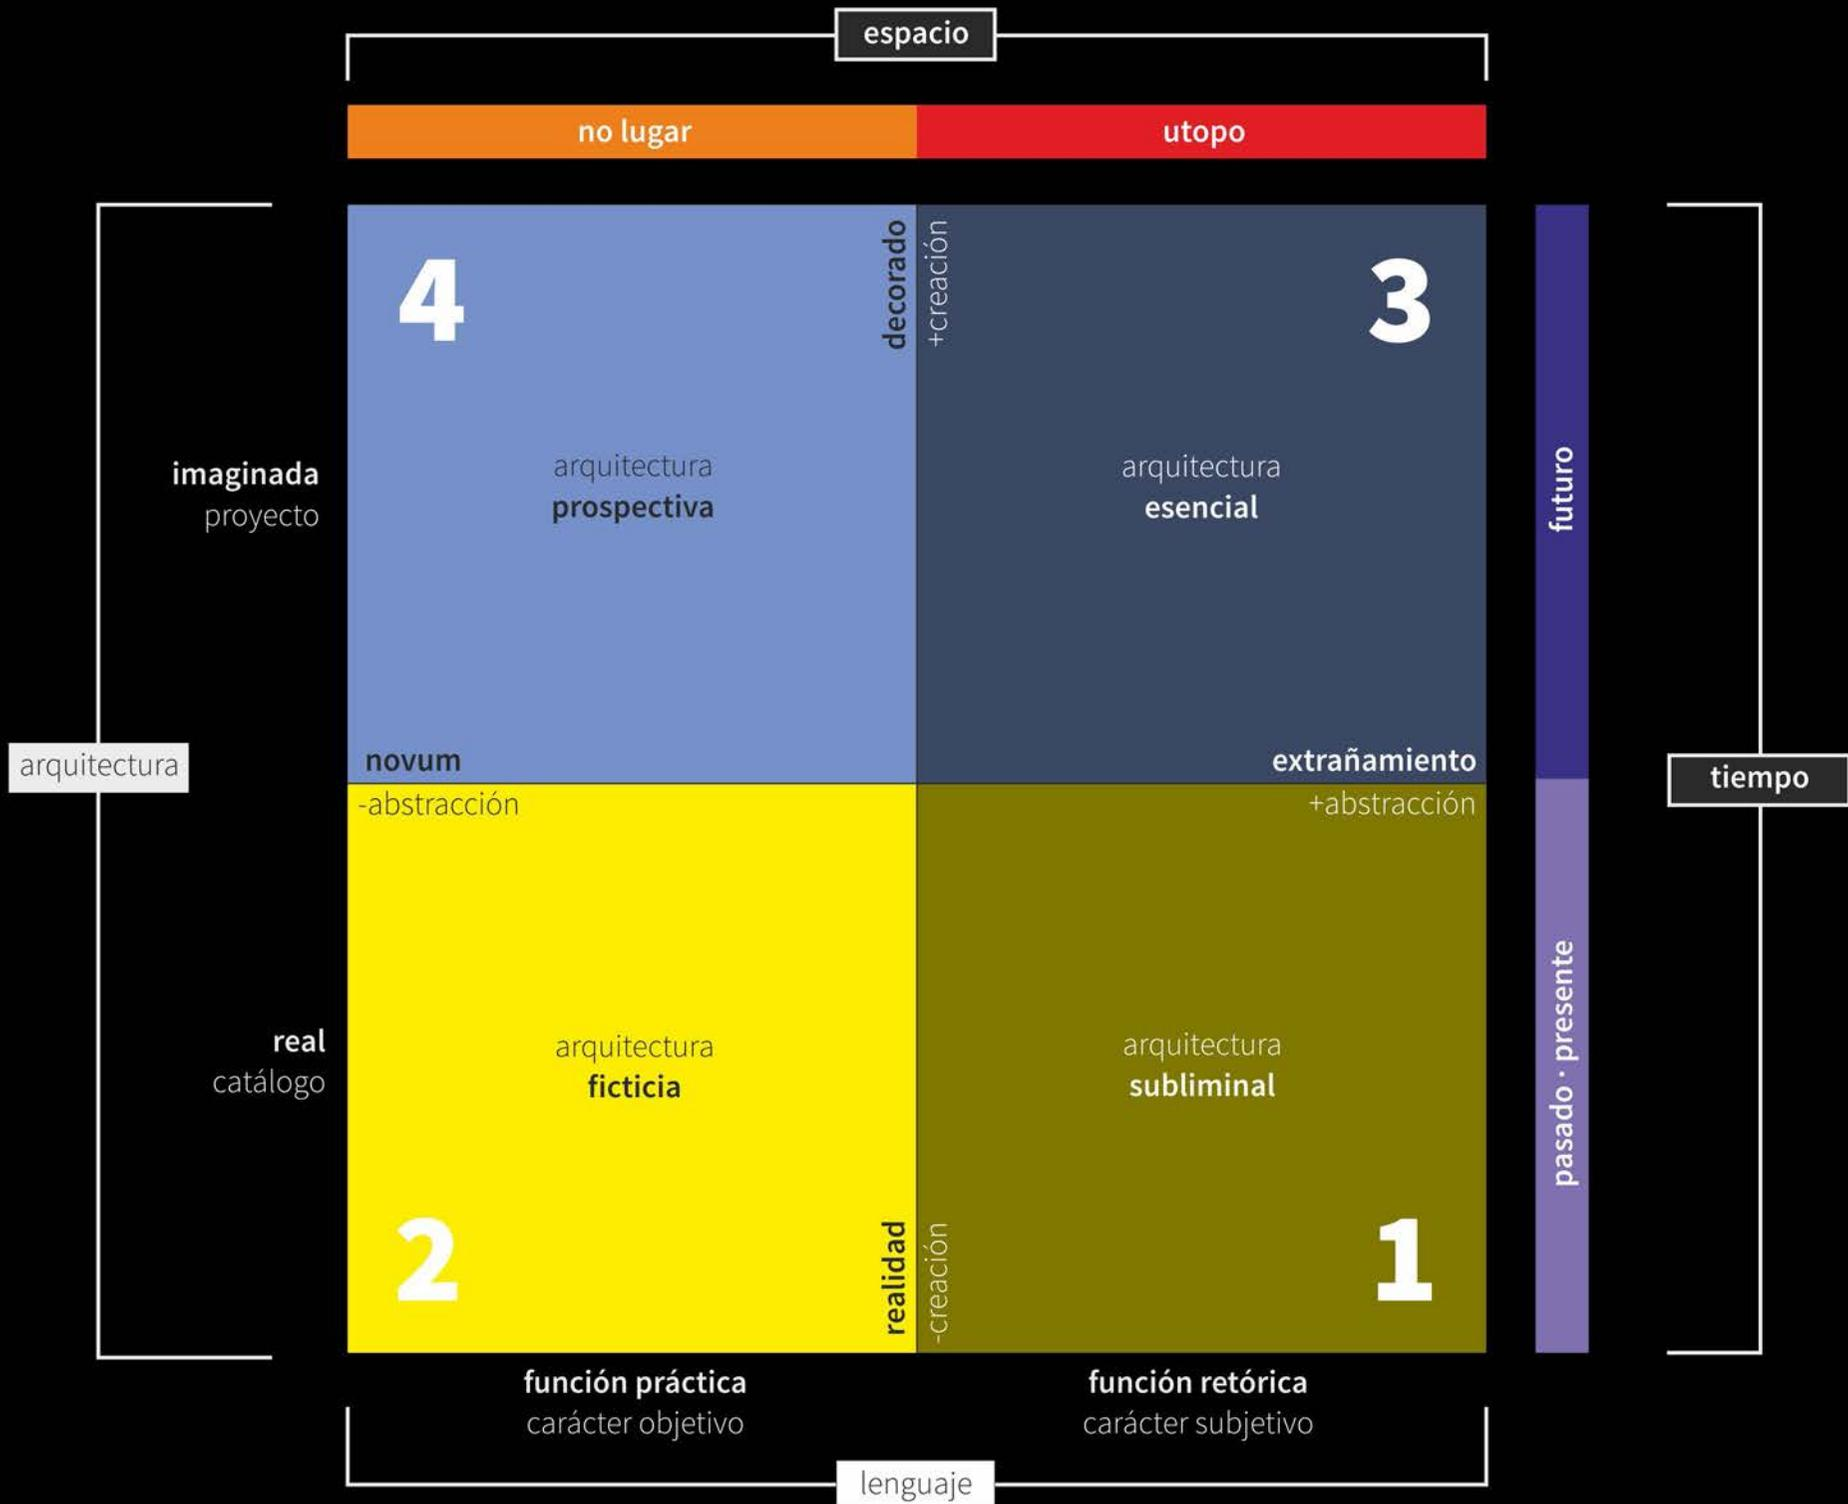 espacio
no lugar
utopo
4
decorado
+creación
3
imaginada
proyecto
arquitectura
prospectiva
arquitectura
esencial
futuro
arquitectura
novum
extrañamiento
tiempo
-abstracción
+abstracción
real
catálogo
arquitectura
ficticia
arquitectura
subliminal
pasado · presente
2
realidad
-creación
1
función práctica
carácter objetivo
función retórica
carácter subjetivo
lenguaje